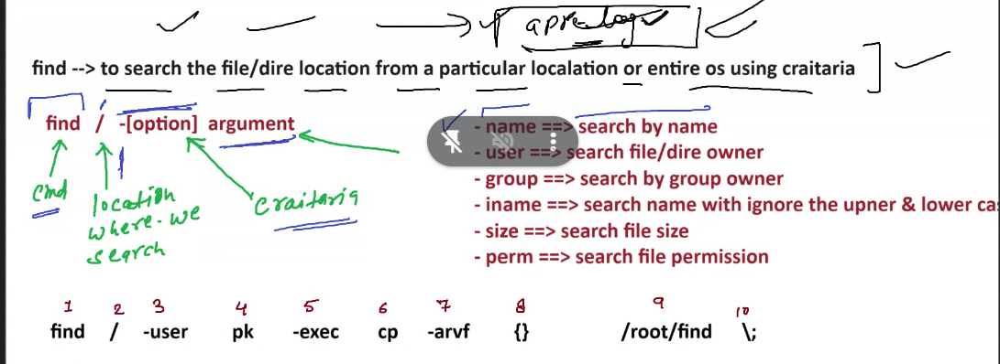 find --> to search the file/dire location from a particular localation or entire os using craitaria
find / -[option] argument
cmd
location
where-we
search
craitaria
- name ==> search by name
- user ==> search file/dire owner
- group ==> search by group owner
- iname ==> search name with ignore the upner & lower ca
- size ==> search file size
- perm ==> search file permission
1 2 3 4 5 6 7 8 9 10
find / -user pk -exec cp -arvf {} /root/find \;